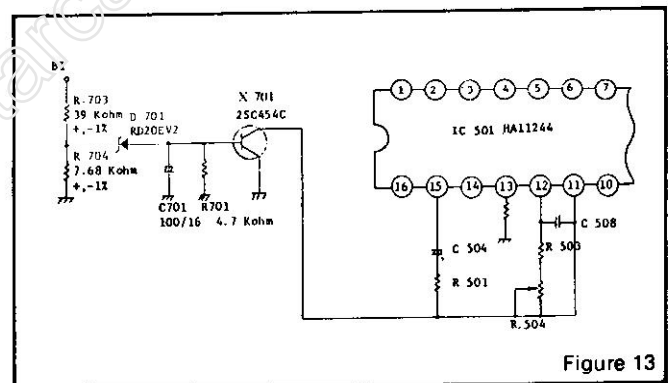 B1
R.703
39 Kohm
+,-1%
D 701
RD20EV2
R 704
7.68 Kohm
+,-1%
C701 R701
100/16 4.7 Kohm
X 701
2SC454C
1 2 3 4 5 6 7
IC 501 HA11244
16 15 14 13 12 11 10
C 504
R 501
C 508
R 503
R.504
Figure 13